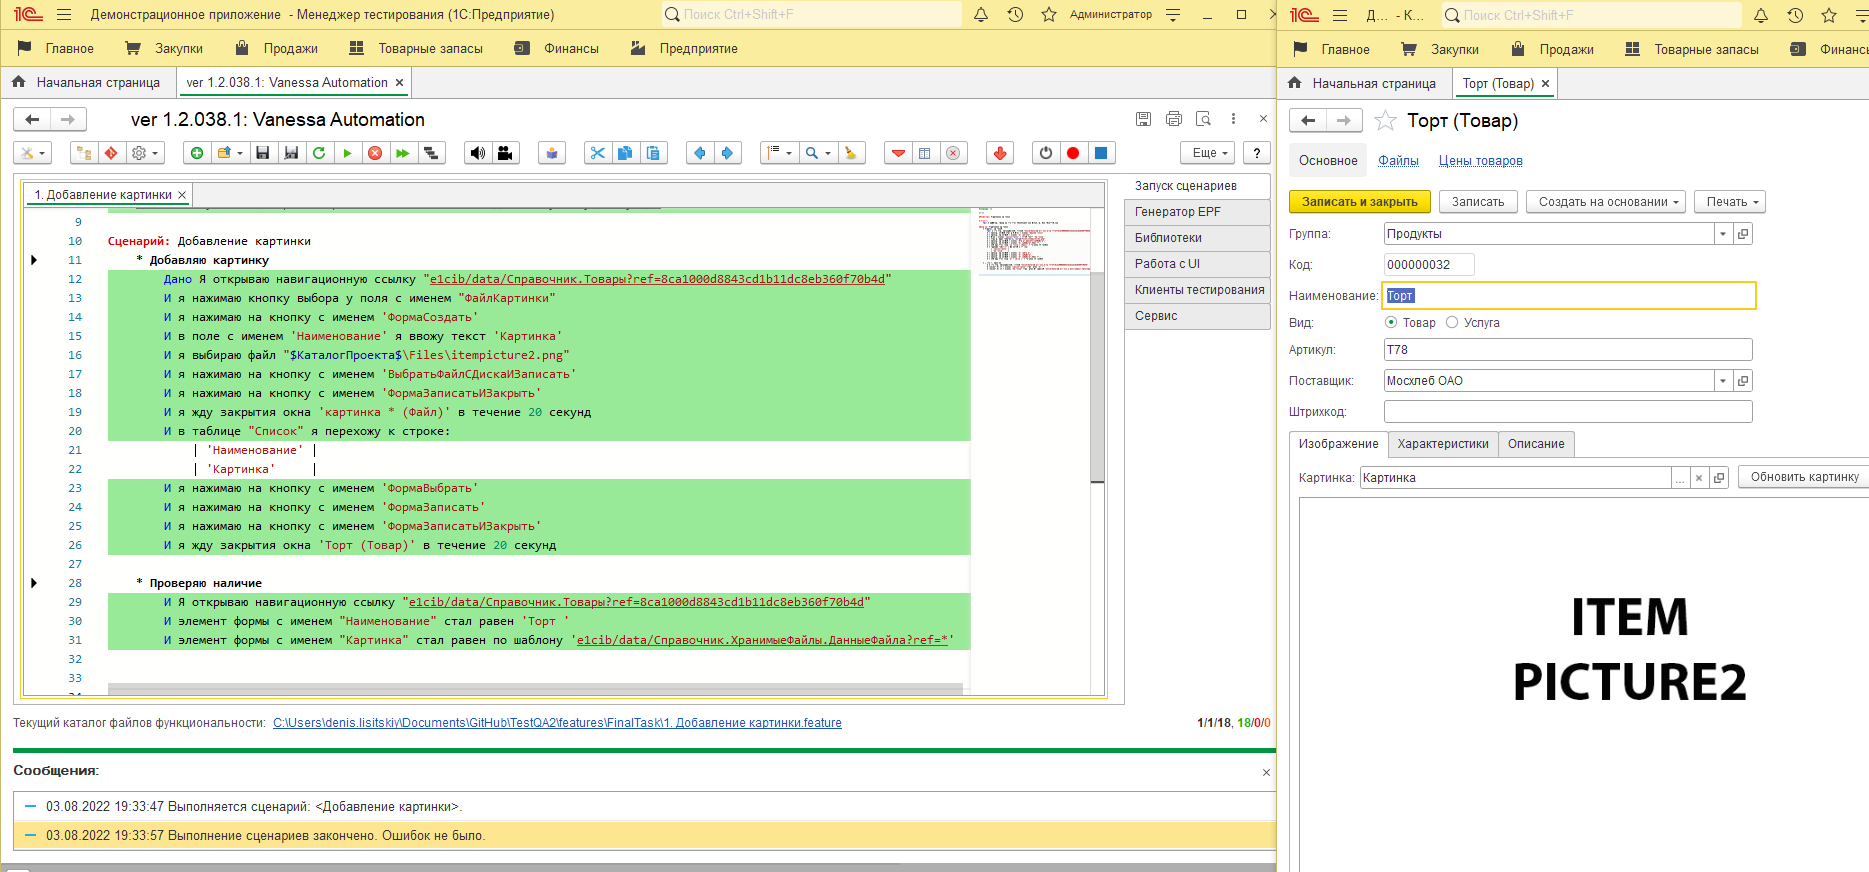 Демонстрационное приложение - Менеджер тестирования (1С:Предприятие)
Поиск Ctrl+Shift+F
Администратор
Главное Закупки Продажи Товарные запасы Финансы Предприятие
Начальная страница
ver 1.2.038.1: Vanessa Automation
ver 1.2.038.1: Vanessa Automation
Еще ?
1. Добавление картинки
9
10 Сценарий: Добавление картинки
11 * Добавляю картинку
12 Дано Я открываю навигационную ссылку "e1cib/data/Справочник.Товары?ref=8ca1000d8843cd1b11dc8eb360f70b4d"
13 И я нажимаю кнопку выбора у поля с именем "ФайлКартинки"
14 И я нажимаю на кнопку с именем 'ФормаСоздать'
15 И в поле с именем 'Наименование' я ввожу текст 'Картинка'
16 И я выбираю файл "$КаталогПроекта$\Files\itempicture2.png"
17 И я нажимаю на кнопку с именем 'ВыбратьФайлСДискаИЗаписать'
18 И я нажимаю на кнопку с именем 'ФормаЗаписатьИЗакрыть'
19 И я жду закрытия окна 'картинка * (Файл)' в течение 20 секунд
20 И в таблице "Список" я перехожу к строке:
21 | 'Наименование' |
22 | 'Картинка' |
23 И я нажимаю на кнопку с именем 'ФормаВыбрать'
24 И я нажимаю на кнопку с именем 'ФормаЗаписать'
25 И я нажимаю на кнопку с именем 'ФормаЗаписатьИЗакрыть'
26 И я жду закрытия окна 'Торт (Товар)' в течение 20 секунд
27
28 * Проверяю наличие
29 И Я открываю навигационную ссылку "e1cib/data/Справочник.Товары?ref=8ca1000d8843cd1b11dc8eb360f70b4d"
30 И элемент формы с именем "Наименование" стал равен 'Торт '
31 И элемент формы с именем "Картинка" стал равен по шаблону 'e1cib/data/Справочник.ХранимыеФайлы.ДанныеФайла?ref=*'
32
33
Запуск сценариев
Генератор EPF
Библиотеки
Работа с UI
Клиенты тестирования
Сервис
Текущий каталог файлов функциональности: C:\Users\denis.lisitskiy\Documents\GitHub\TestQA2\features\FinalTask\1. Добавление картинки.feature
1/1/18, 18/0/0
Сообщения:
03.08.2022 19:33:47 Выполняется сценарий: <Добавление картинки>.
03.08.2022 19:33:57 Выполнение сценариев закончено. Ошибок не было.
Д... - К...
Поиск Ctrl+Shift+F
Главное Закупки Продажи Товарные запасы Финансы
Начальная страница
Торт (Товар)
Торт (Товар)
Основное Файлы Цены товаров
Записать и закрыть Записать Создать на основании Печать
Группа: Продукты
Код: 000000032
Наименование: Торт
Вид: Товар Услуга
Артикул: Т78
Поставщик: Мосхлеб ОАО
Штрихкод:
Изображение Характеристики Описание
Картинка: Картинка ... Обновить картинку
ITEM
PICTURE2